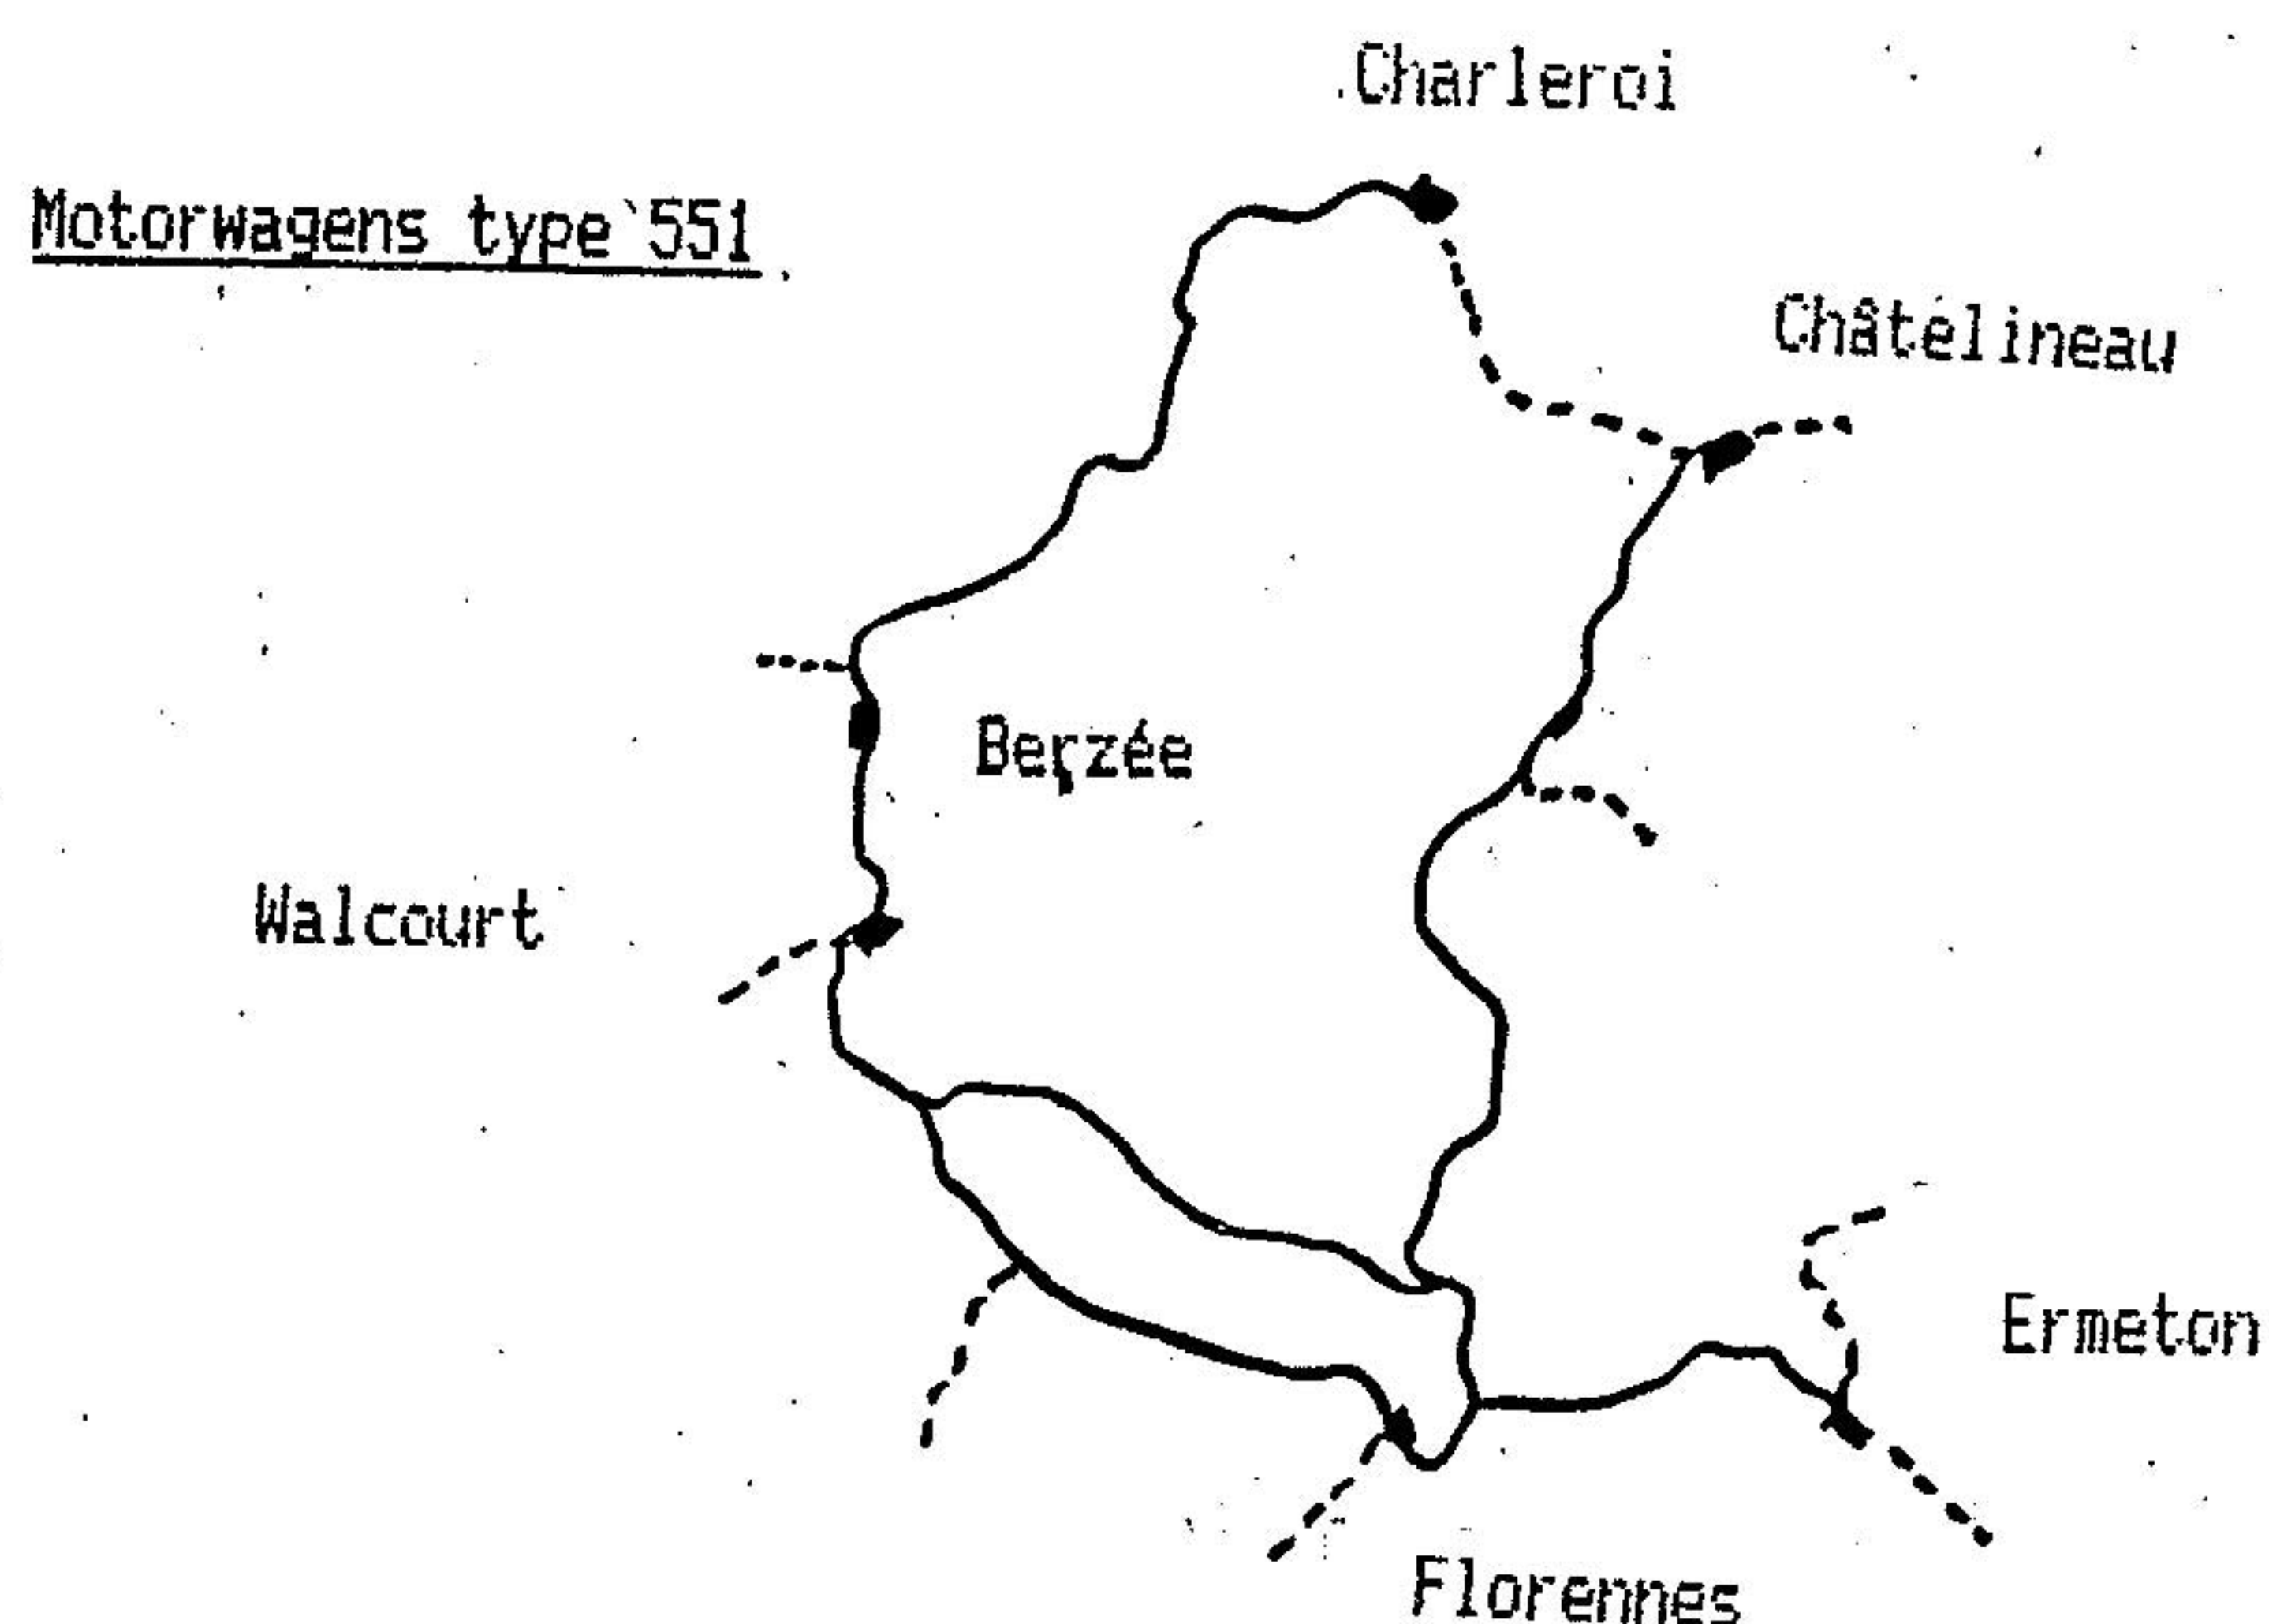 Charleroi
Motorwagens type 551
Châtelineau
Berzée
Walcourt
Ermeton
Florennes